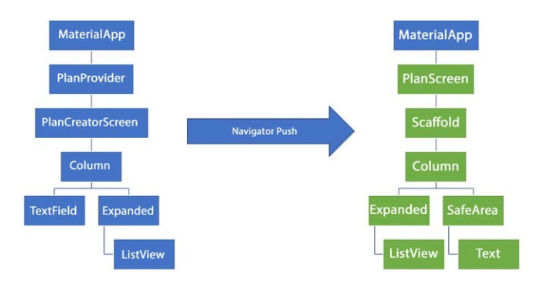 MaterialApp
PlanProvider
PlanCreatorScreen
Column
TextField
Expanded
ListView
Navigator Push
MaterialApp
PlanScreen
Scaffold
Column
Expanded
SafeArea
ListView
Text